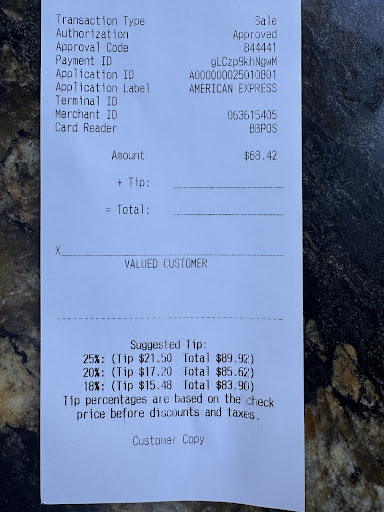 Transaction Type Sale
Authorization Approved
Approval Code 844441
Payment ID gLCzp9khNgwM
Application ID A000000025010801
Application Label AMERICAN EXPRESS
Terminal ID
Merchant ID 063615405
Card Reader BBPOS
Amount $68.42
+ Tip:
= Total:
X
VALUED CUSTOMER
Suggested Tip:
25%: (Tip $21.50 Total $89.92)
20%: (Tip $17.20 Total $85.62)
18%: (Tip $15.48 Total $83.90)
Tip percentages are based on the check
price before discounts and taxes.
Customer Copy